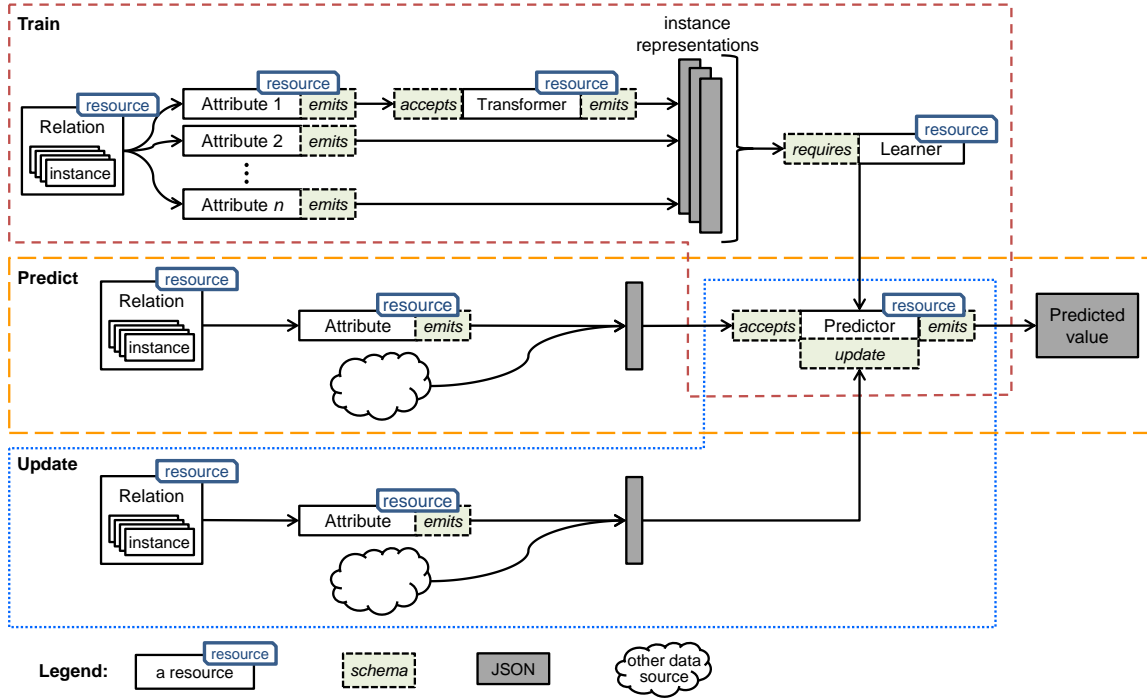 Train
instance
representations
resource
Relation
instance
resource
Attribute 1
emits
accepts
resource
Transformer
emits
Attribute 2
emits
⋮
Attribute n
emits
requires
resource
Learner
Predict
resource
Relation
instance
resource
Attribute
emits
accepts
resource
Predictor
emits
update
Predicted
value
Update
resource
Relation
instance
resource
Attribute
emits
Legend:
resource
a resource
schema
JSON
other data
source